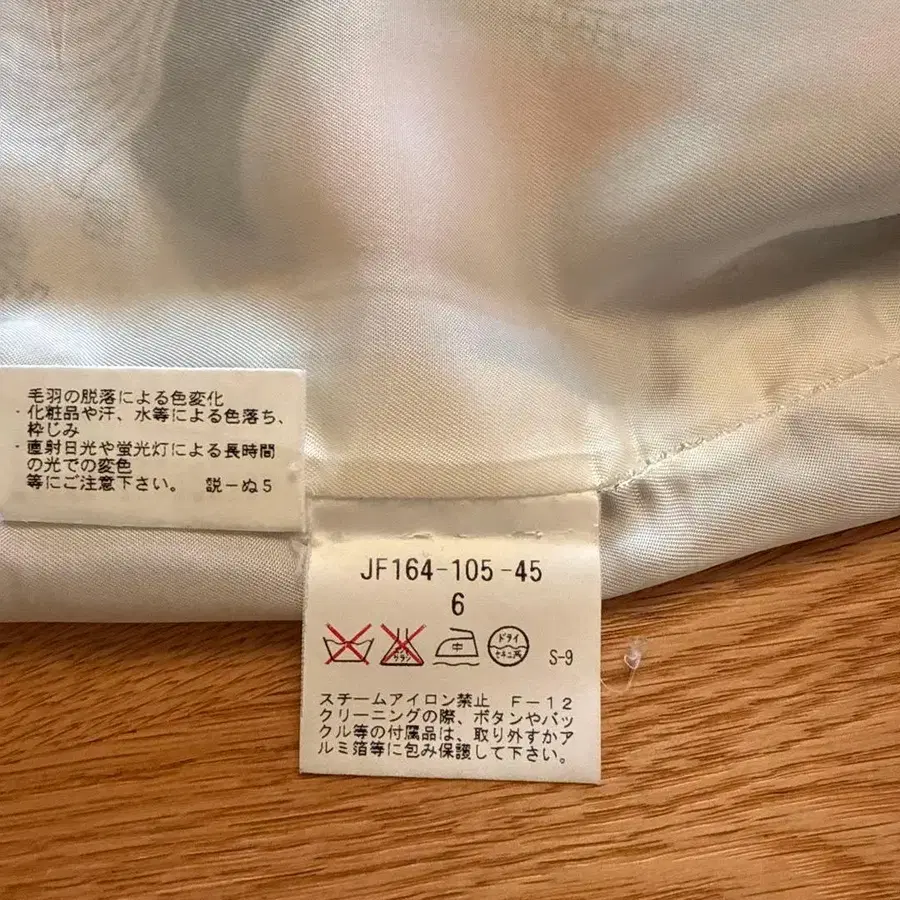 毛羽の脱落による色変化
・化粧品や汗、水等による色落ち、
枠じみ
・直射日光や蛍光灯による長時間
の光での変色
等にご注意下さい。 説ーぬ5
JF164-105-45
6
中
ドライ
セキユ系
S-9
スチームアイロン禁止 F-12
クリーニングの際、ボタンやバッ
クル等の付属品は、取り外すかア
ルミ箔等に包み保護して下さい。